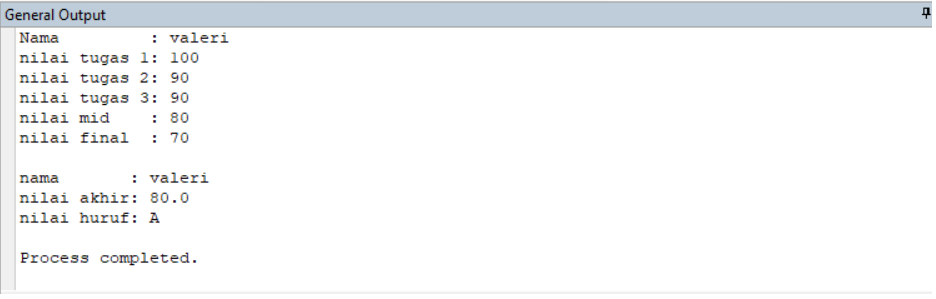 General Output
Nama         : valeri
nilai tugas 1: 100
nilai tugas 2: 90
nilai tugas 3: 90
nilai mid    : 80
nilai final  : 70
nama       : valeri
nilai akhir: 80.0
nilai huruf: A
Process completed.